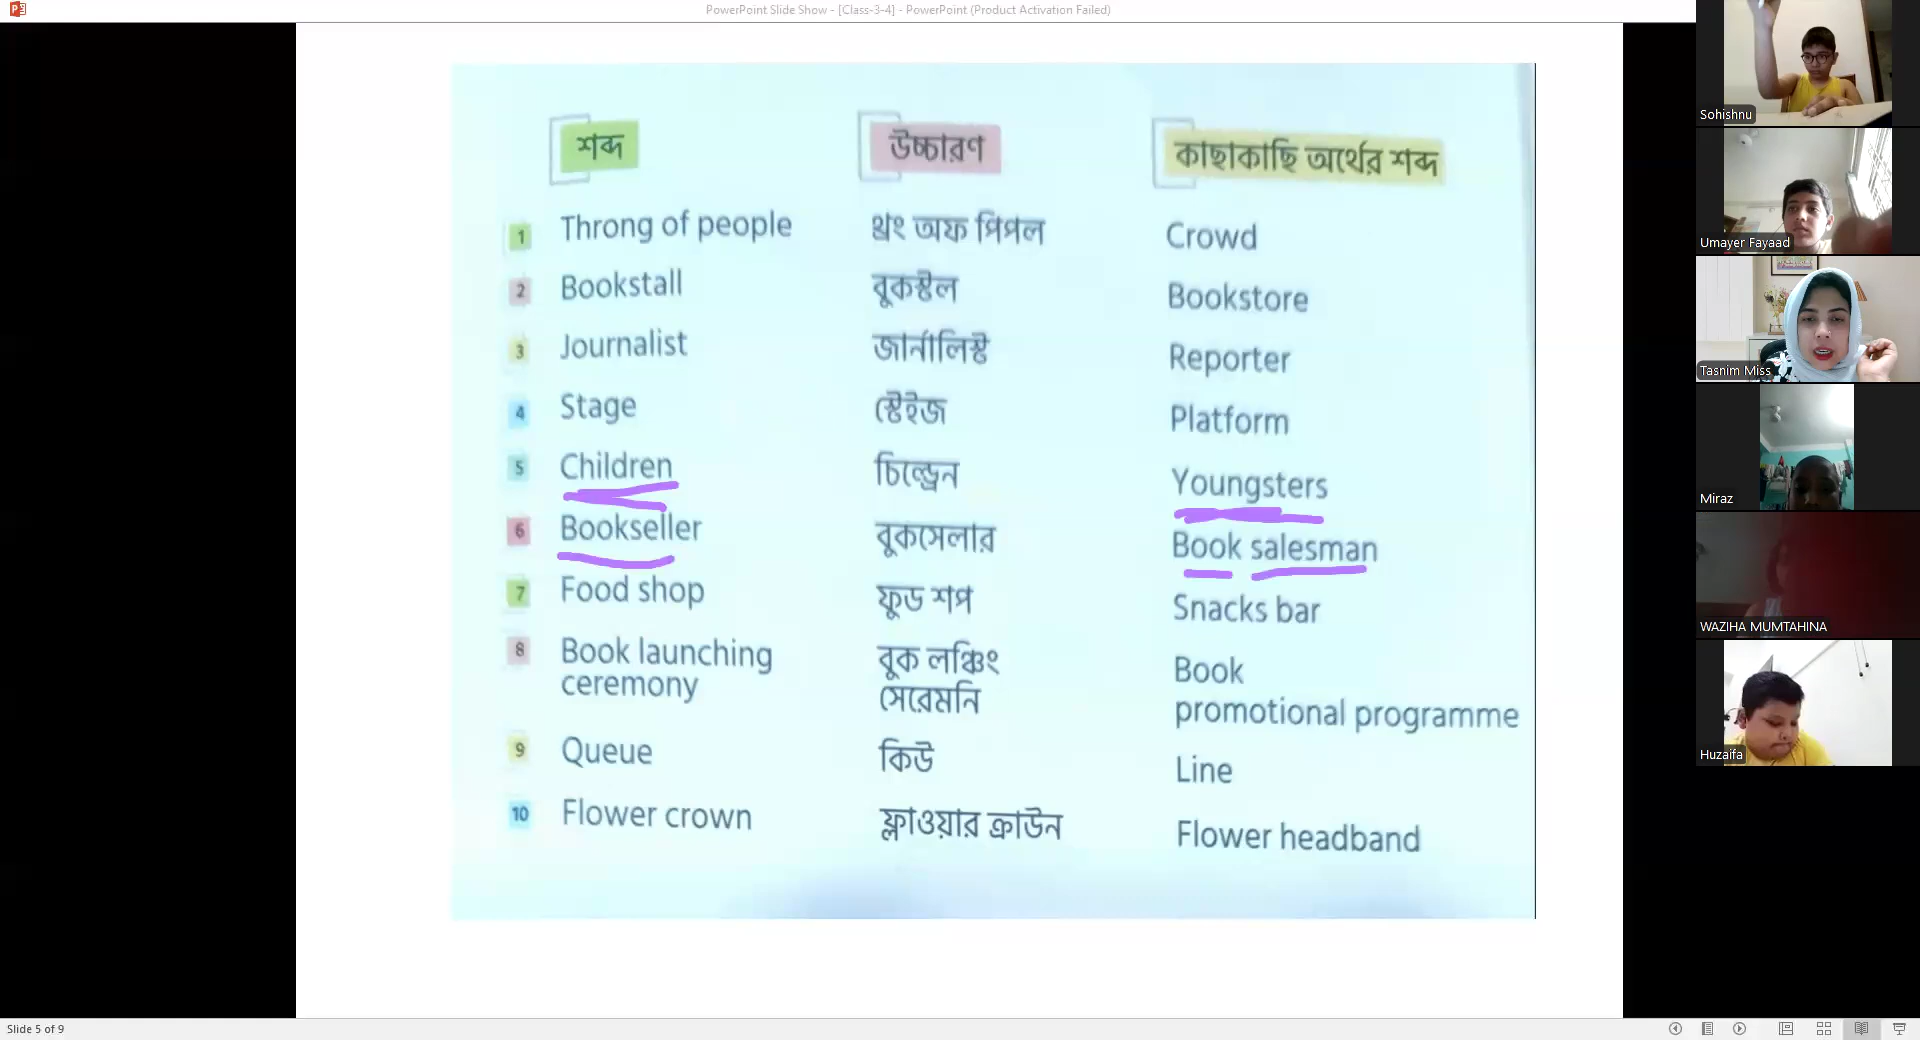 PowerPoint Slide Show - [Class-3-4] - PowerPoint (Product Activation Failed)
শব্দ উচ্চারণ কাছাকাছি অর্থের শব্দ
1 Throng of people থ্রং অফ পিপল Crowd
2 Bookstall বুকস্টল Bookstore
3 Journalist জার্নালিস্ট Reporter
4 Stage স্টেইজ Platform
5 Children চিল্ড্রেন Youngsters
6 Bookseller বুকসেলার Book salesman
7 Food shop ফুড শপ Snacks bar
8 Book launching বুক লঞ্চিং Book
ceremony সেরেমনি promotional programme
9 Queue কিউ Line
10 Flower crown ফ্লাওয়ার ক্রাউন Flower headband
Sohishnu
Umayer Fayaad
Tasnim Miss
Miraz
WAZIHA MUMTAHINA
Huzaifa
Slide 5 of 9